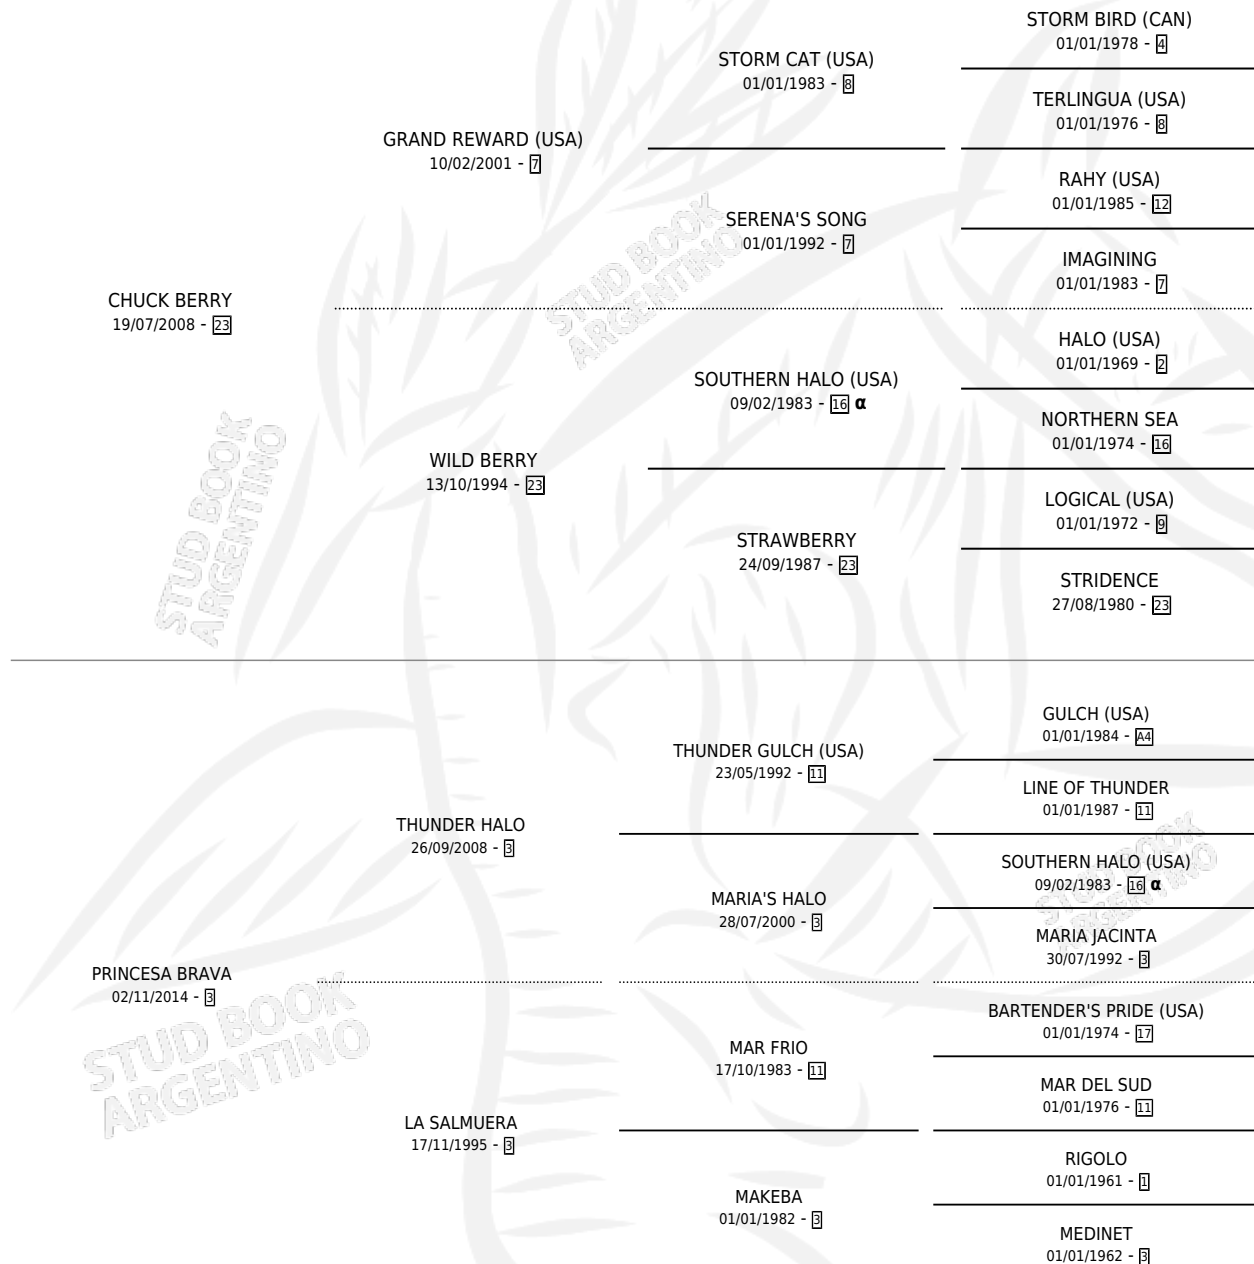 STORM BIRD (CAN)
01/01/1978 - 4
STORM CAT (USA)
01/01/1983 - 8
TERLINGUA (USA)
01/01/1976 - 8
GRAND REWARD (USA)
10/02/2001 - 7
RAHY (USA)
01/01/1985 - 12
SERENA'S SONG
01/01/1992 - 7
IMAGINING
01/01/1983 - 7
CHUCK BERRY
19/07/2008 - 23
HALO (USA)
01/01/1969 - 2
SOUTHERN HALO (USA)
09/02/1983 - 16 α
NORTHERN SEA
01/01/1974 - 16
WILD BERRY
13/10/1994 - 23
LOGICAL (USA)
01/01/1972 - 9
STRAWBERRY
24/09/1987 - 23
STRIDENCE
27/08/1980 - 23
GULCH (USA)
01/01/1984 - A4
THUNDER GULCH (USA)
23/05/1992 - 11
LINE OF THUNDER
01/01/1987 - 11
THUNDER HALO
26/09/2008 - 3
SOUTHERN HALO (USA)
09/02/1983 - 16 α
MARIA'S HALO
28/07/2000 - 3
MARIA JACINTA
30/07/1992 - 3
PRINCESA BRAVA
02/11/2014 - 3
BARTENDER'S PRIDE (USA)
01/01/1974 - 17
MAR FRIO
17/10/1983 - 11
MAR DEL SUD
01/01/1976 - 11
LA SALMUERA
17/11/1995 - 3
RIGOLO
01/01/1961 - 1
MAKEBA
01/01/1982 - 3
MEDINET
01/01/1962 - 3
STUD BOOK
ARGENTINO
STUD BOOK
ARGENTINO
STUD BOOK
ARGENTINO
STUD BOOK
ARGENTINO